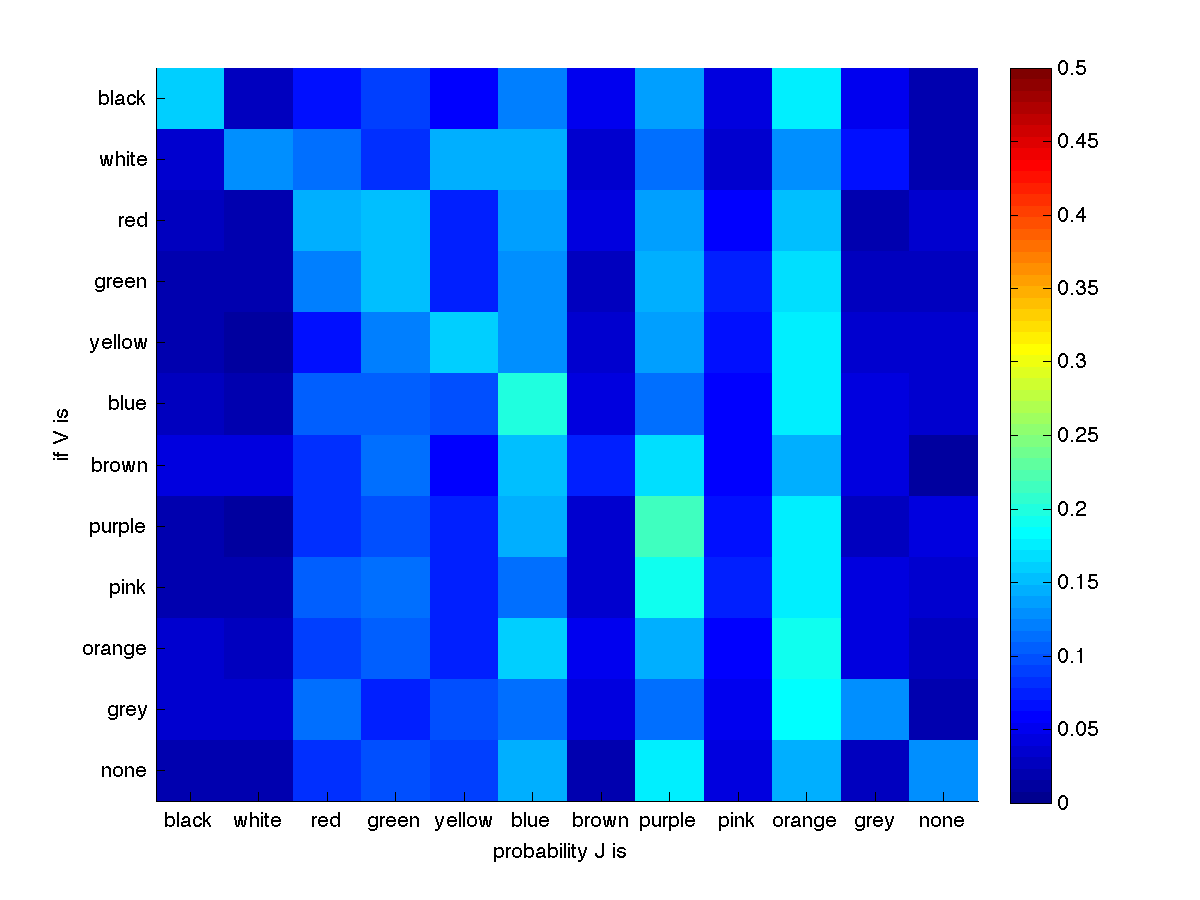 black
white
red
green
yellow
blue
brown
purple
pink
orange
grey
none
if V is
black white red green yellow blue brown purple pink orange grey none
probability J is
0.5
0.45
0.4
0.35
0.3
0.25
0.2
0.15
0.1
0.05
0